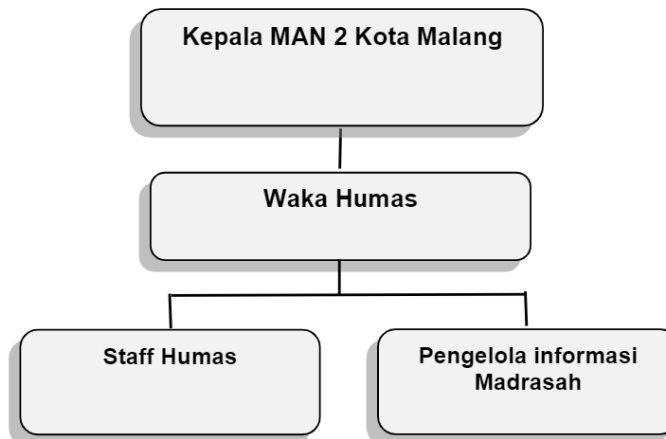 Kepala MAN 2 Kota Malang
Waka Humas
Staff Humas
Pengelola informasi
Madrasah